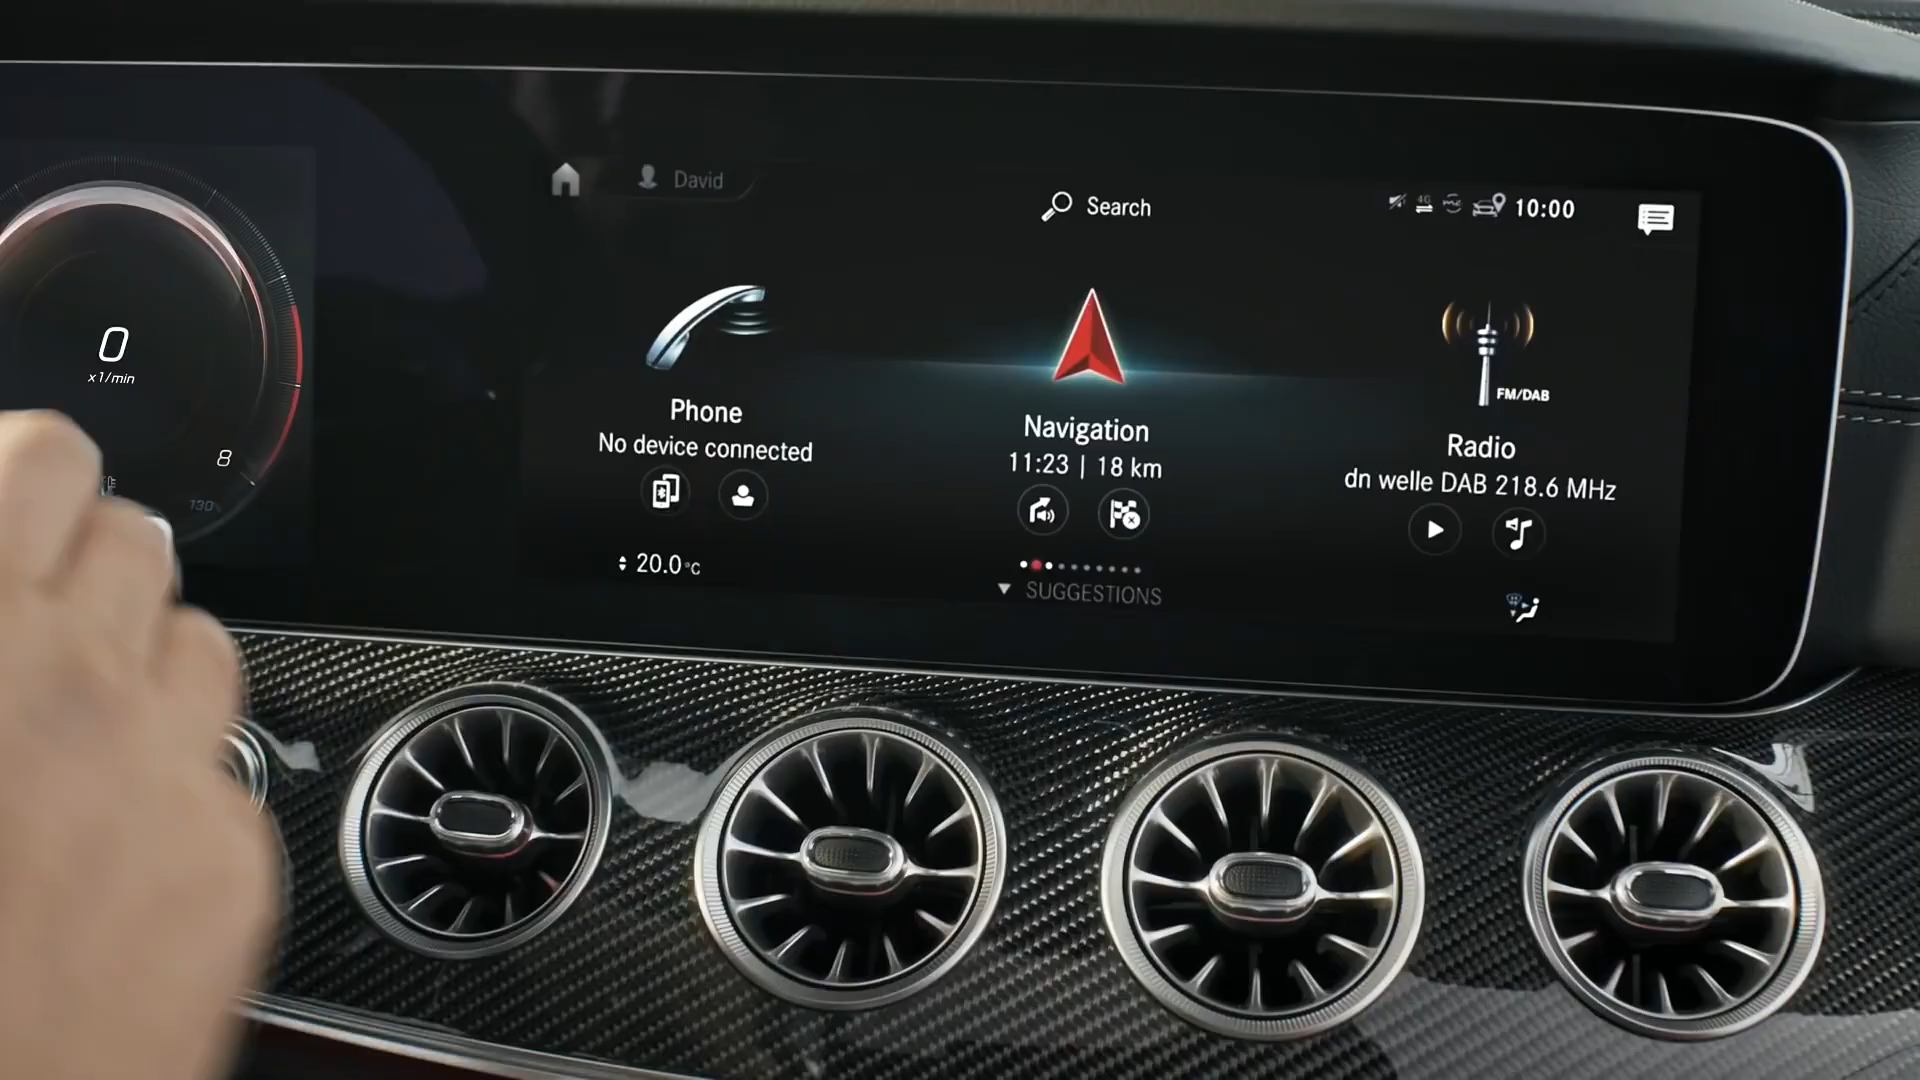 David
Search
4G
10:00
0
x1/min
8
130
Phone
No device connected
Navigation
11:23 | 18 km
FM/DAB
Radio
dn welle DAB 218.6 MHz
20.0°C
SUGGESTIONS